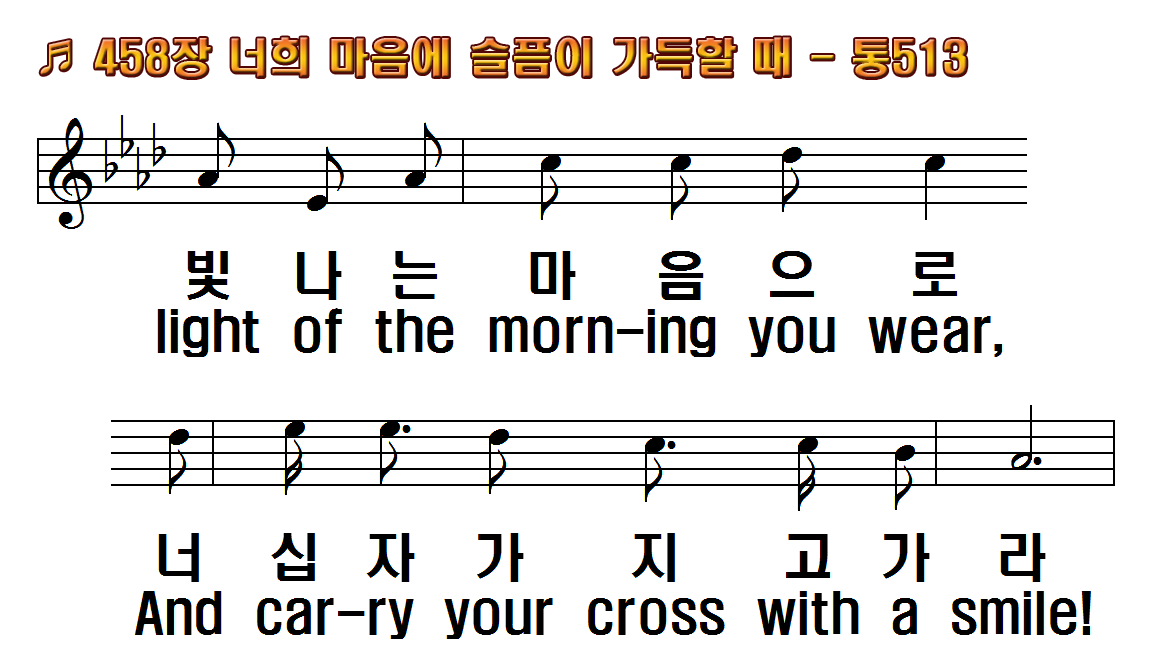 ♬ 458장 너희 마음에 슬픔이 가득할 때 - 통513
빛 나 는 마 음 으 로
light of the morn-ing you wear,
너 십 자 가 지 고 가 라
And car-ry your cross with a smile!